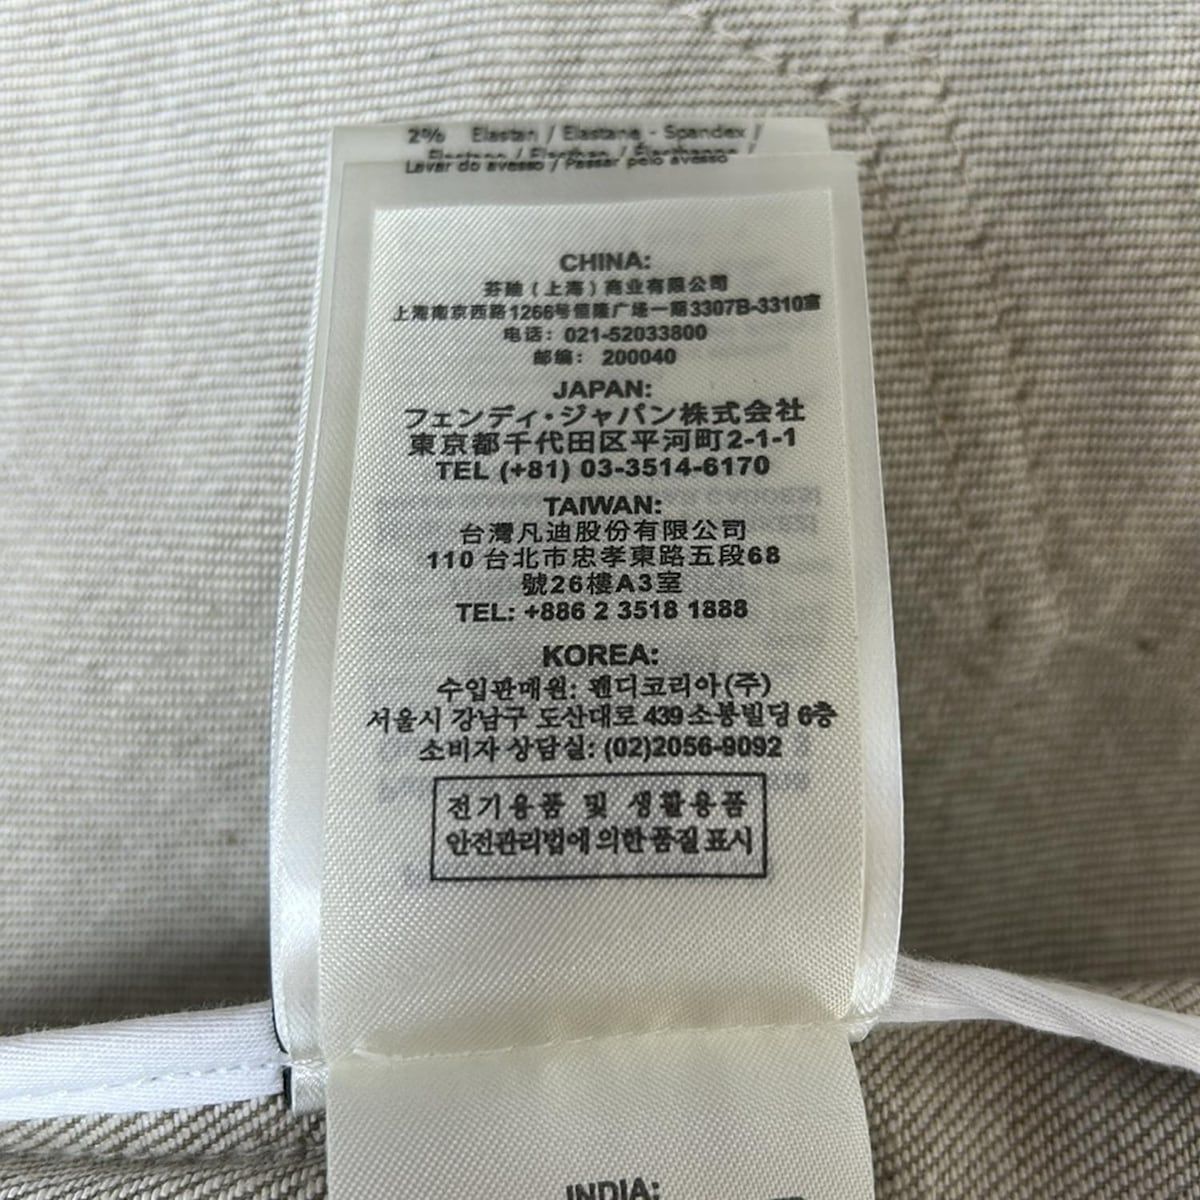 2% Elastan / Elastane - Spandex /
Elastano / Elasthan / Élasthanne /
Lavar do avesso / Passar pelo avesso
CHINA:
芬迪（上海）商业有限公司
上海南京西路1266号恒隆广场一期3307B-3310室
电话：021-52033800
邮编：200040
JAPAN:
フェンディ・ジャパン株式会社
東京都千代田区平河町2-1-1
TEL (+81) 03-3514-6170
TAIWAN:
台灣凡迪股份有限公司
110 台北市忠孝東路五段68
號26樓A3室
TEL: +886 2 3518 1888
KOREA:
수입판매원: 펜디코리아(주)
서울시 강남구 도산대로 439 소봉빌딩 6층
소비자 상담실: (02)2056-9092
전기용품 및 생활용품
안전관리법에 의한 품질 표시
INDIA: